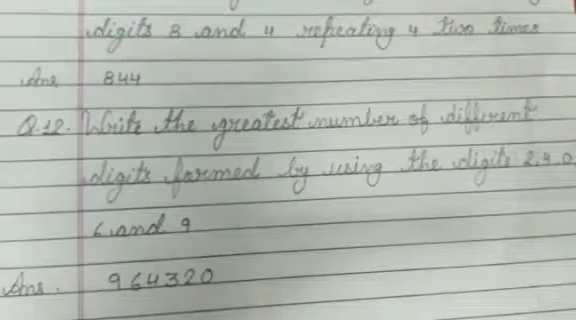 digits 8 and 4 repeating 4 two times
Ans 844
Q.12. Write the greatest number of different
digits formed by using the digits 2,4,0
6 and 9
Ans. 964320